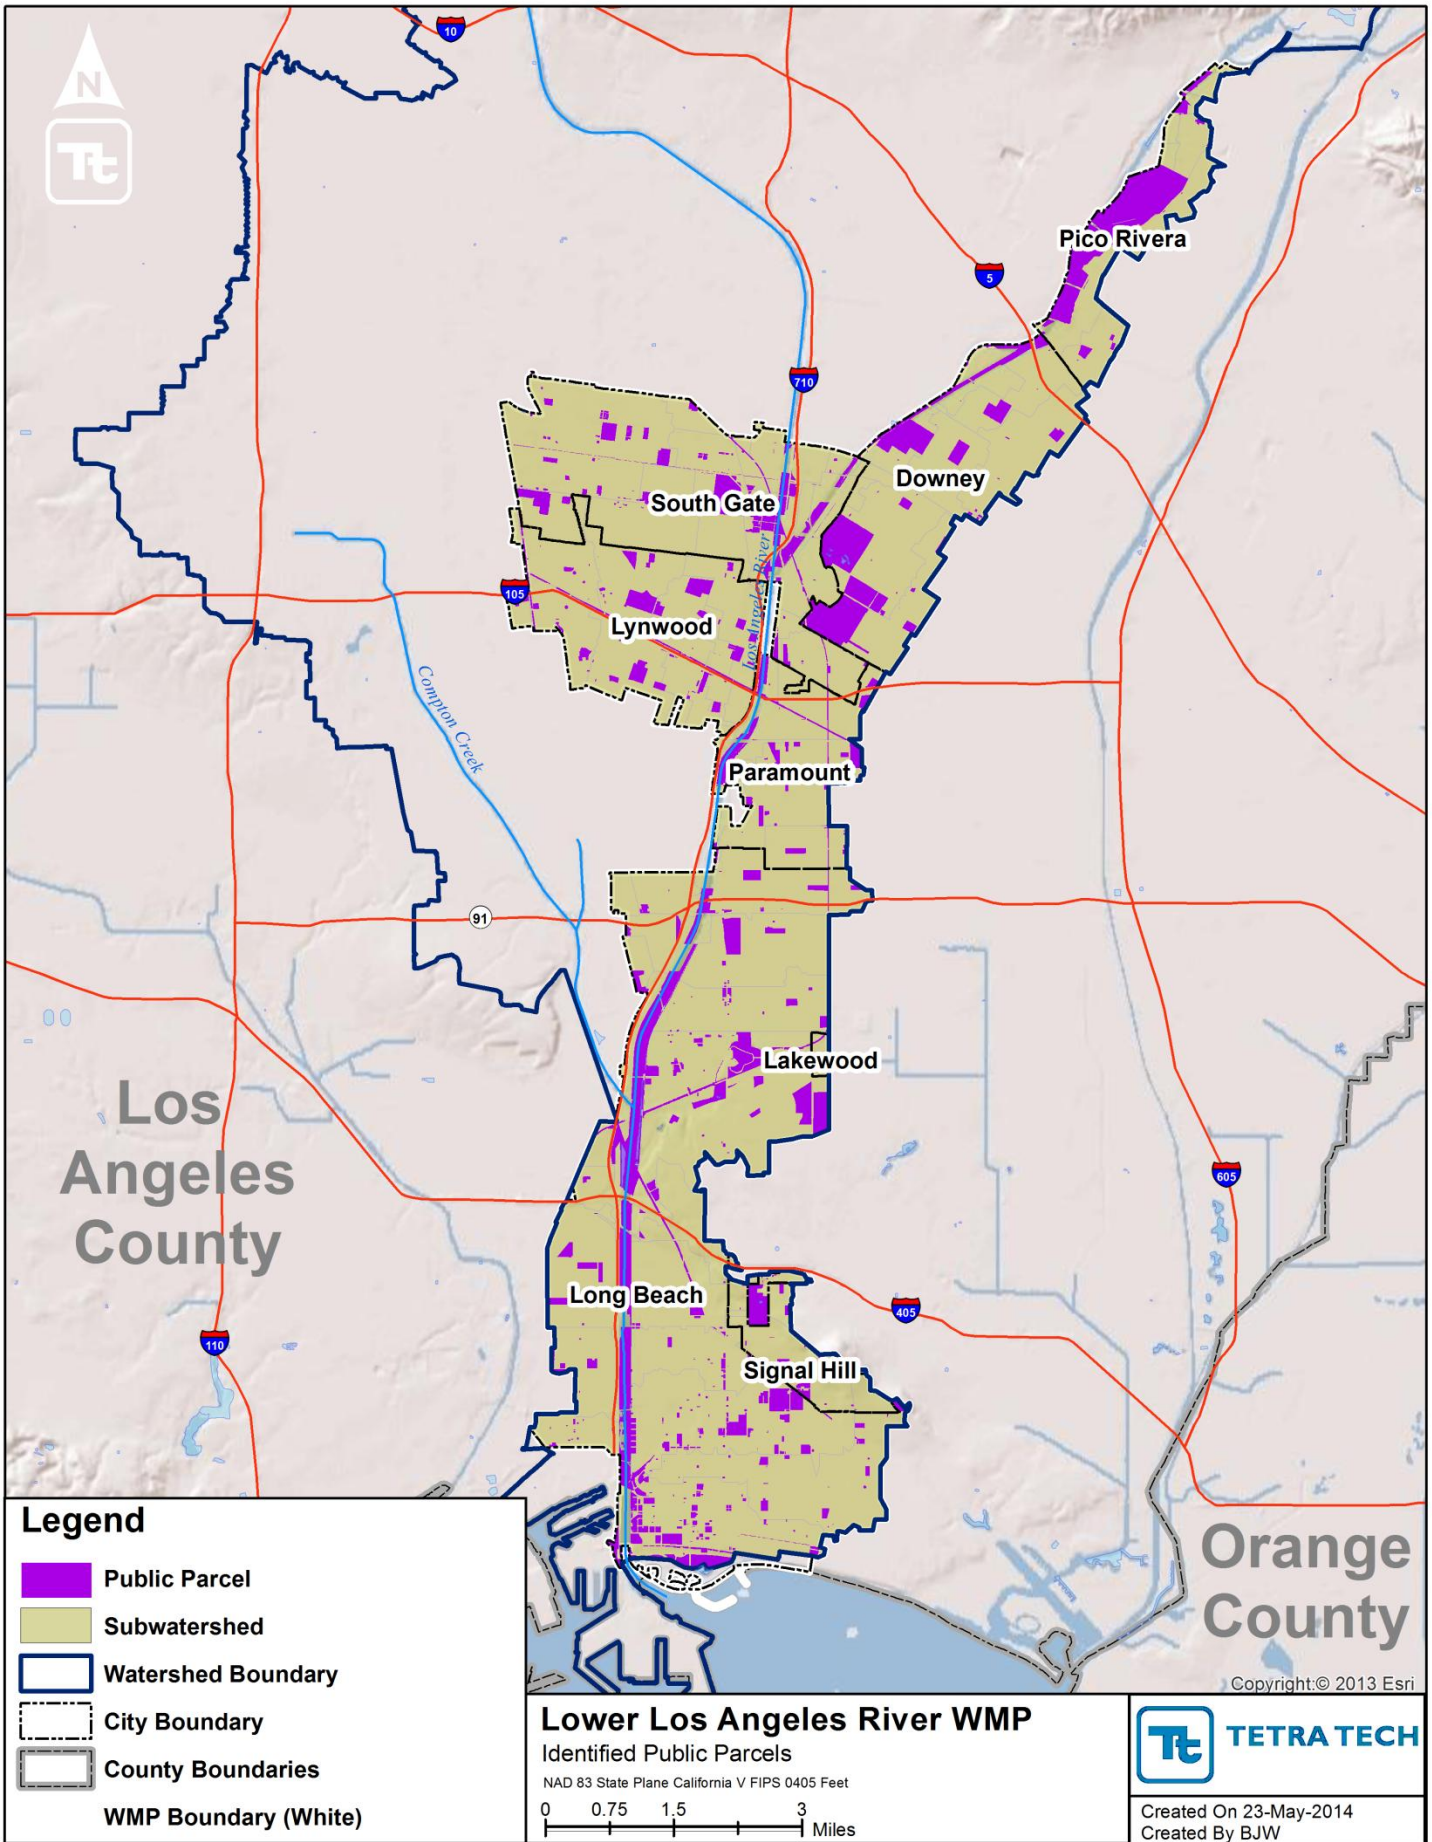 N
Tt
10
Pico Rivera
5
710
Downey
South Gate
Los Angeles River
105
Lynwood
Compton Creek
Paramount
91
Lakewood
Los
Angeles
County
605
Long Beach
405
110
Signal Hill
Orange
County
Copyright:© 2013 Esri
Legend
Public Parcel
Subwatershed
Watershed Boundary
City Boundary
County Boundaries
WMP Boundary (White)
Lower Los Angeles River WMP
Identified Public Parcels
NAD 83 State Plane California V FIPS 0405 Feet
0 0.75 1.5 3
Miles
Tt TETRA TECH
Created On 23-May-2014
Created By BJW